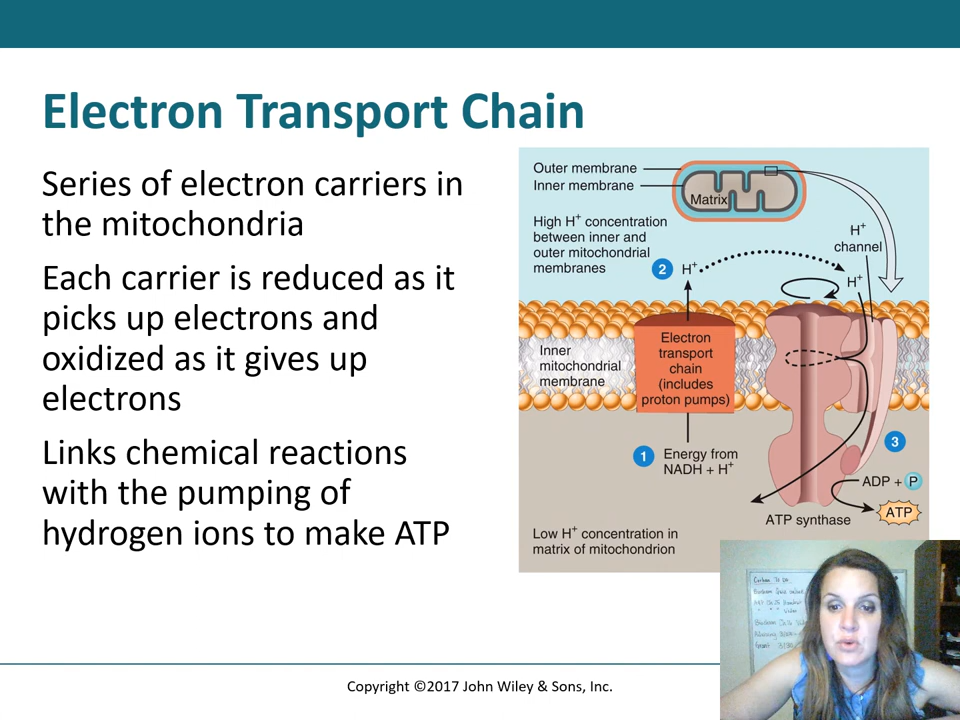 Electron Transport Chain
Series of electron carriers in
the mitochondria
Each carrier is reduced as it
picks up electrons and
oxidized as it gives up
electrons
Links chemical reactions
with the pumping of
hydrogen ions to make ATP
Outer membrane
Inner membrane
Matrix
High H⁺ concentration
between inner and
outer mitochondrial
membranes
2 H⁺
H⁺
channel
H⁺
Inner
mitochondrial
membrane
Electron
transport
chain
(includes
proton pumps)
1 Energy from
NADH + H⁺
3
ADP + P
ATP
ATP synthase
Low H⁺ concentration in
matrix of mitochondrion
Copyright ©2017 John Wiley & Sons, Inc.